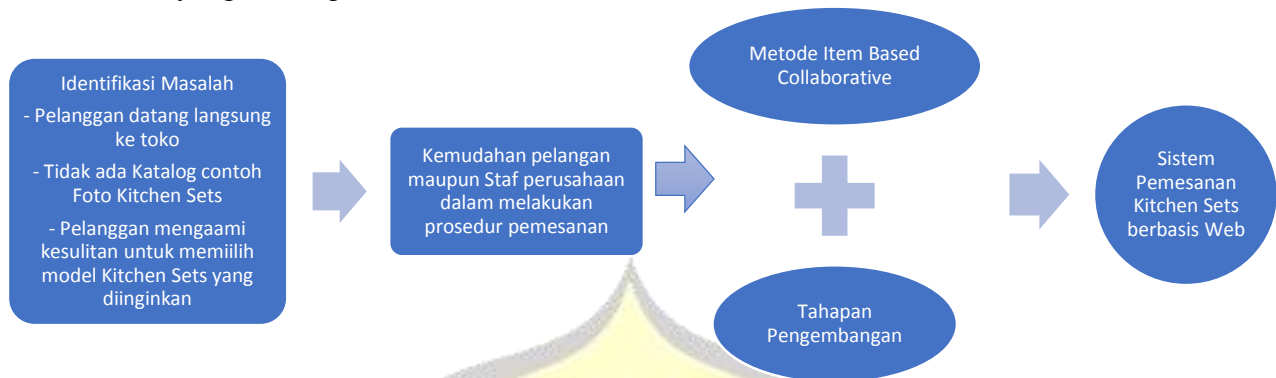 Identifikasi Masalah
- Pelanggan datang langsung
ke toko
- Tidak ada Katalog contoh
Foto Kitchen Sets
- Pelanggan mengaami
kesulitan untuk memiilih
model Kitchen Sets yang
diinginkan
Kemudahan pelangan
maupun Staf perusahaan
dalam melakukan
prosedur pemesanan
Metode Item Based
Collaborative
Tahapan
Pengembangan
Sistem
Pemesanan
Kitchen Sets
berbasis Web